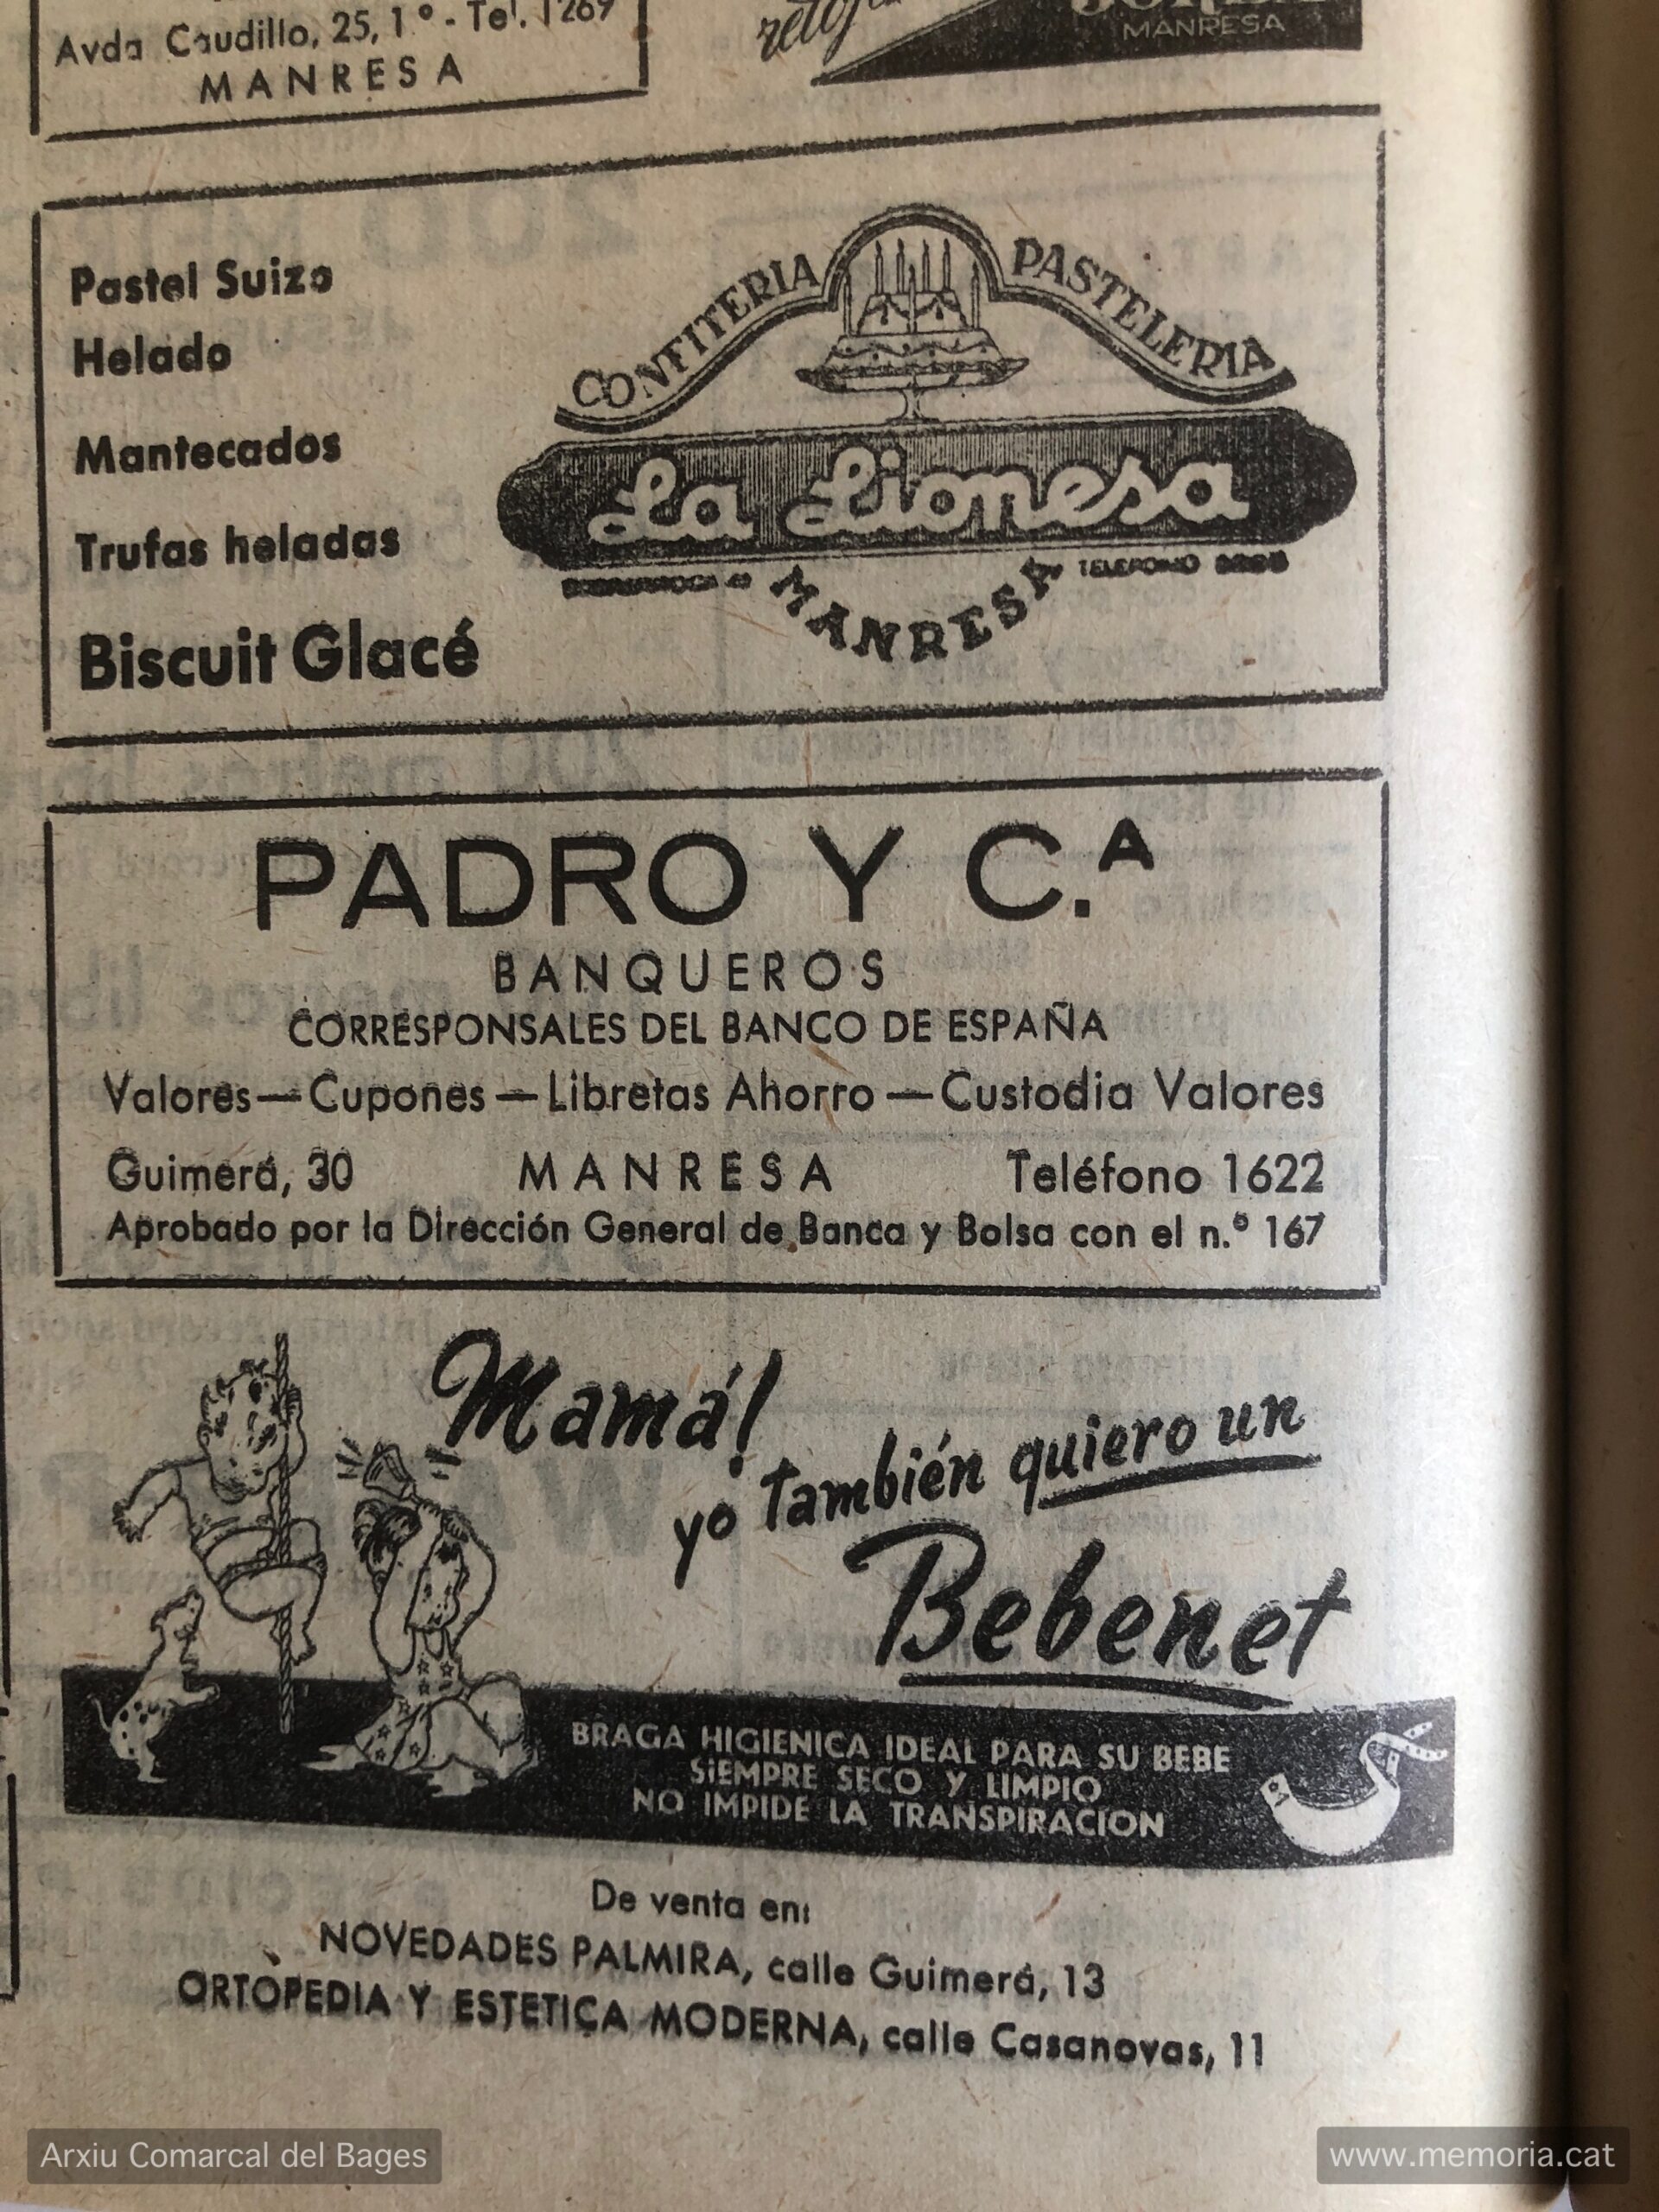 Avda Caudillo, 25, 1.º - Tel. 1269
MANRESA
MANRESA
Pastel Suizo
Helado
Mantecados
Trufas heladas
Biscuit Glacé
CONFITERIA PASTELERIA
La Lionesa
TELEFONO
MANRESA
PADRO Y C.ª
BANQUEROS
CORRESPONSALES DEL BANCO DE ESPAÑA
Valores — Cupones — Libretas Ahorro — Custodia Valores
Guimerá, 30 MANRESA Teléfono 1622
Aprobado por la Dirección General de Banca y Bolsa con el n.º 167
Mamá!
yo también quiero un
Bebenet
BRAGA HIGIENICA IDEAL PARA SU BEBE
SIEMPRE SECO Y LIMPIO
NO IMPIDE LA TRANSPIRACION
De venta en:
NOVEDADES PALMIRA, calle Guimerá, 13
ORTOPEDIA Y ESTETICA MODERNA, calle Casanovas, 11
Arxiu Comarcal del Bages
www.memoria.cat